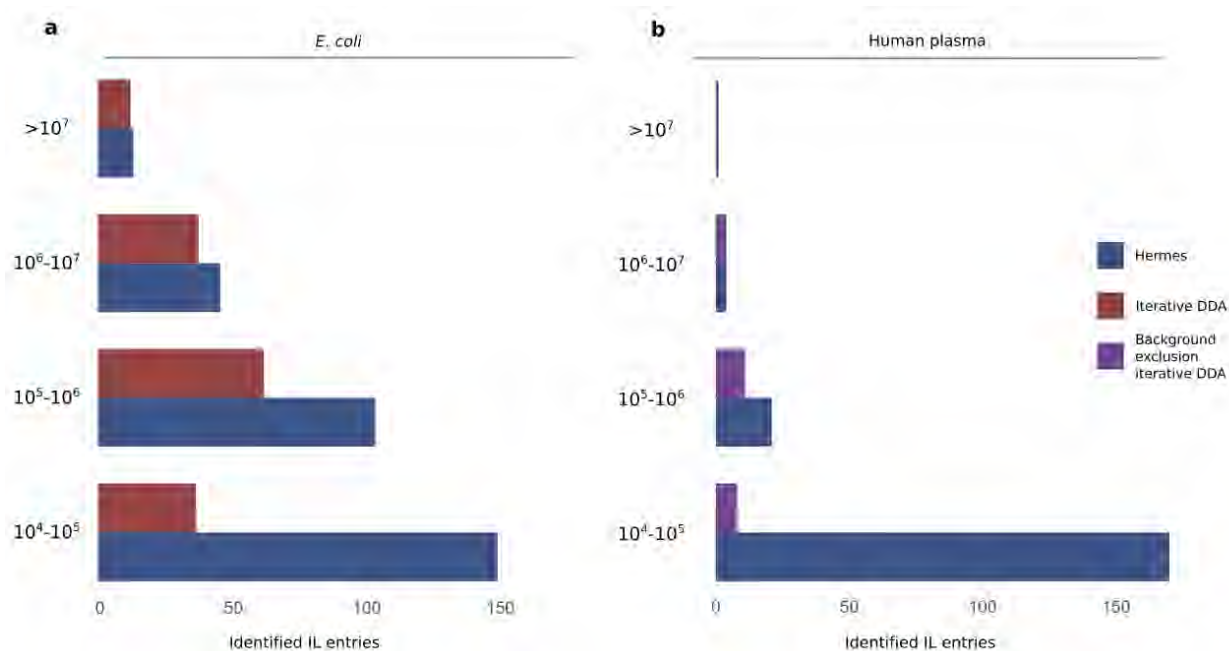 a
E. coli
>10⁷
10⁶-10⁷
10⁵-10⁶
10⁴-10⁵
0 50 100 150
Identified IL entries
b
Human plasma
>10⁷
10⁶-10⁷
10⁵-10⁶
10⁴-10⁵
0 50 100 150
Identified IL entries
Hermes
Iterative DDA
Background
exclusion
iterative DDA